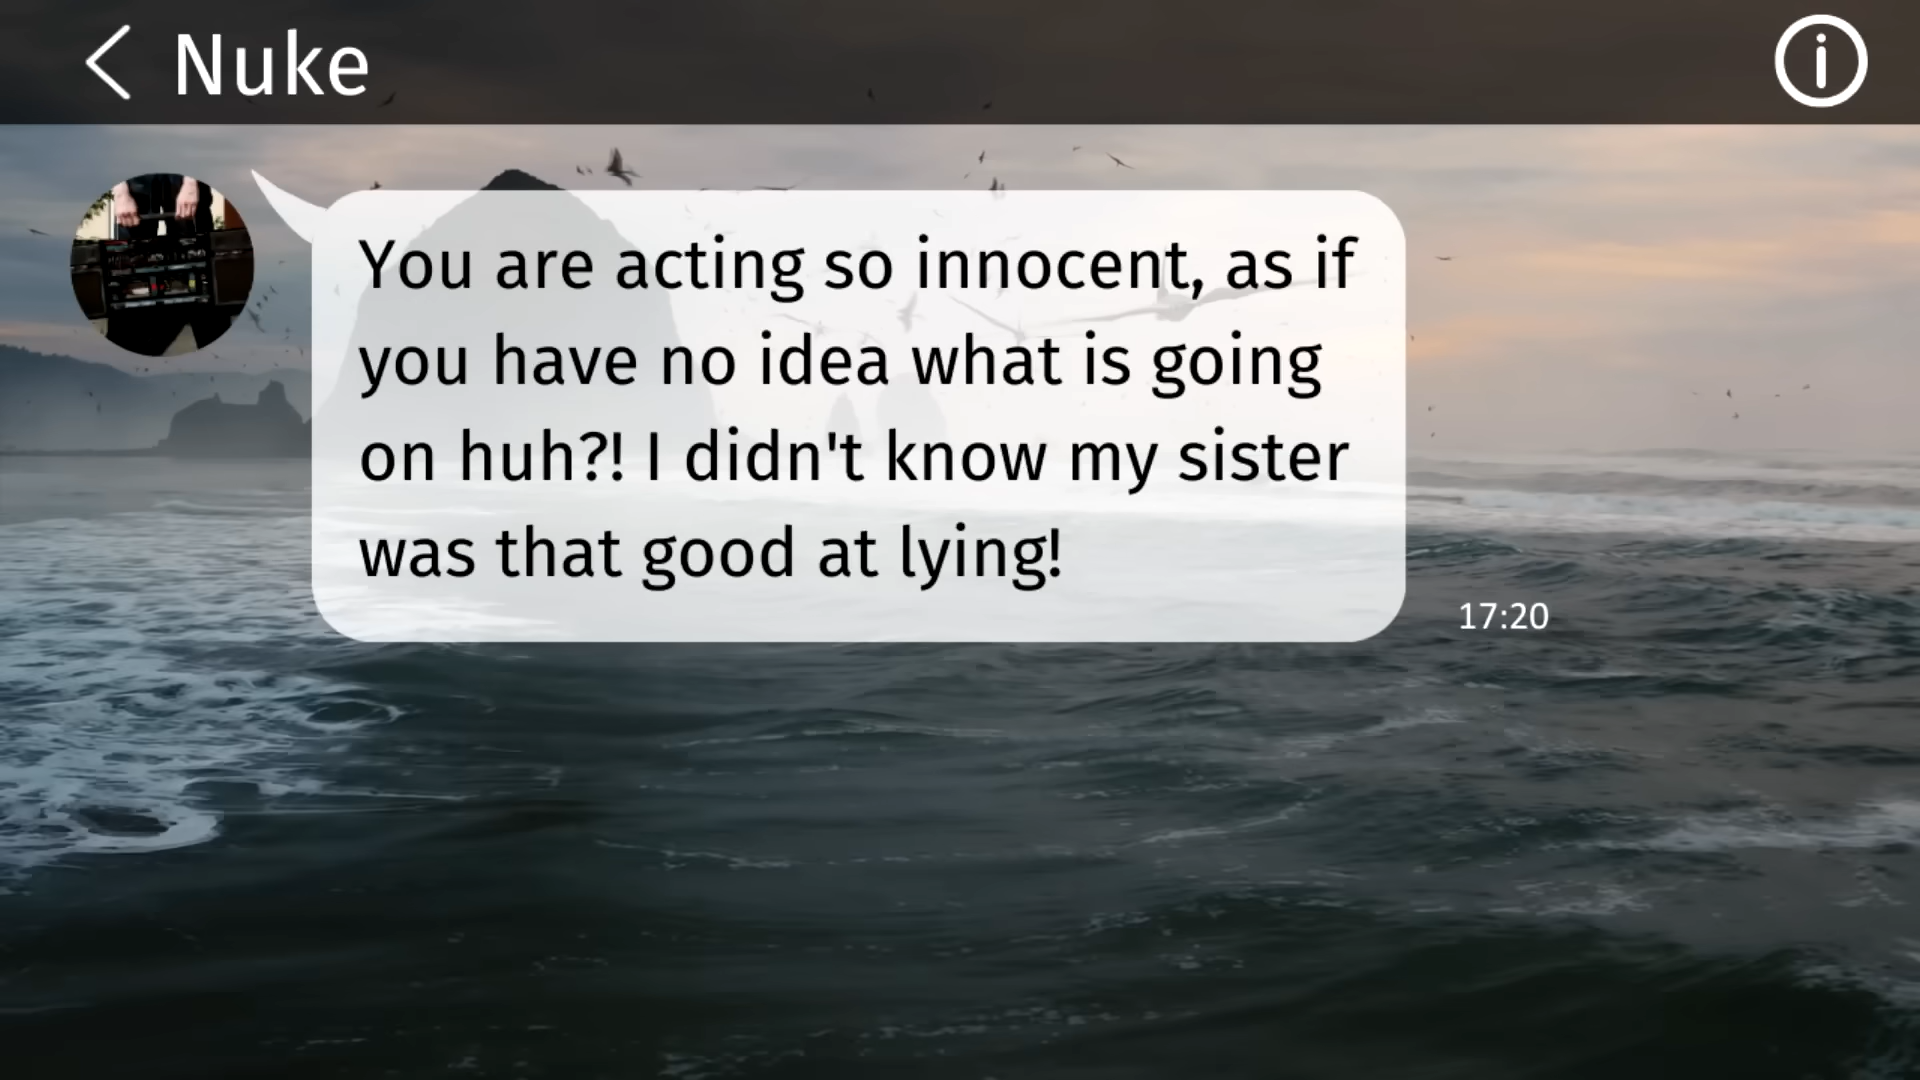 Nuke
You are acting so innocent, as if
you have no idea what is going
on huh?! I didn't know my sister
was that good at lying!
17:20